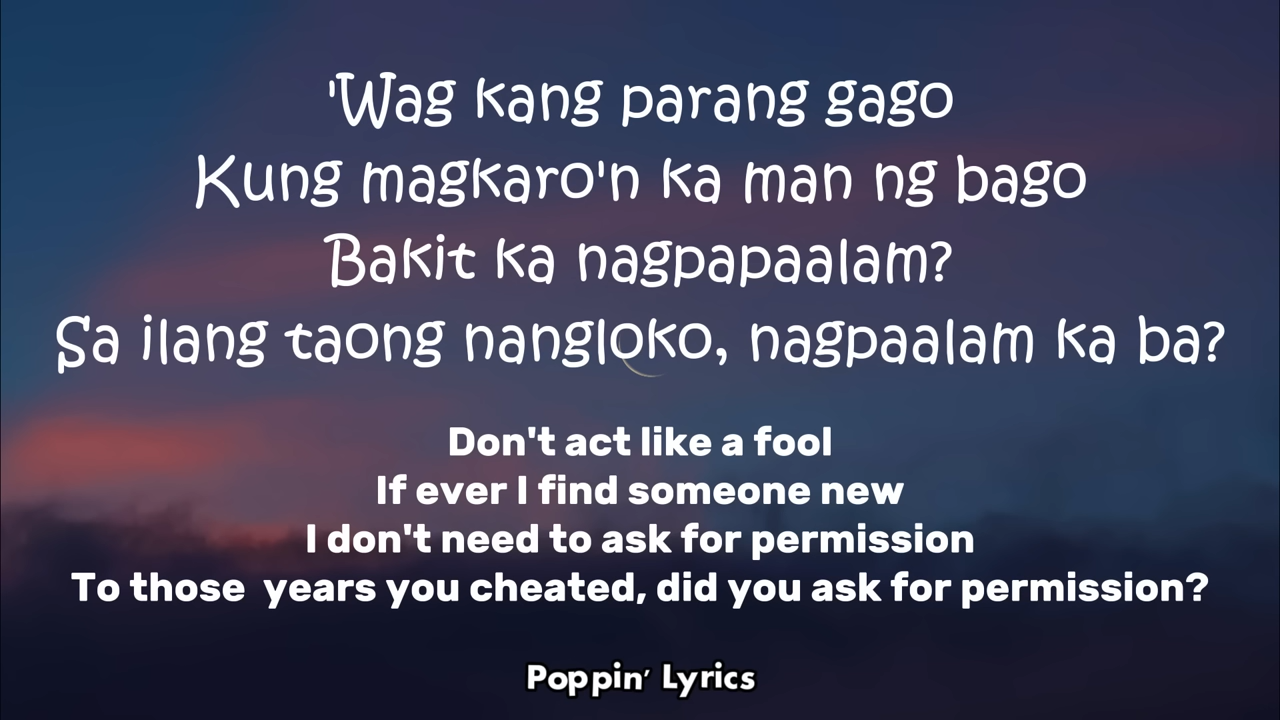 'Wag kang parang gago
Kung magkaro'n ka man ng bago
Bakit ka nagpapaalam?
Sa ilang taong nangloko, nagpaalam ka ba?
Don't act like a fool
If ever I find someone new
I don't need to ask for permission
To those  years you cheated, did you ask for permission?
Poppin' Lyrics